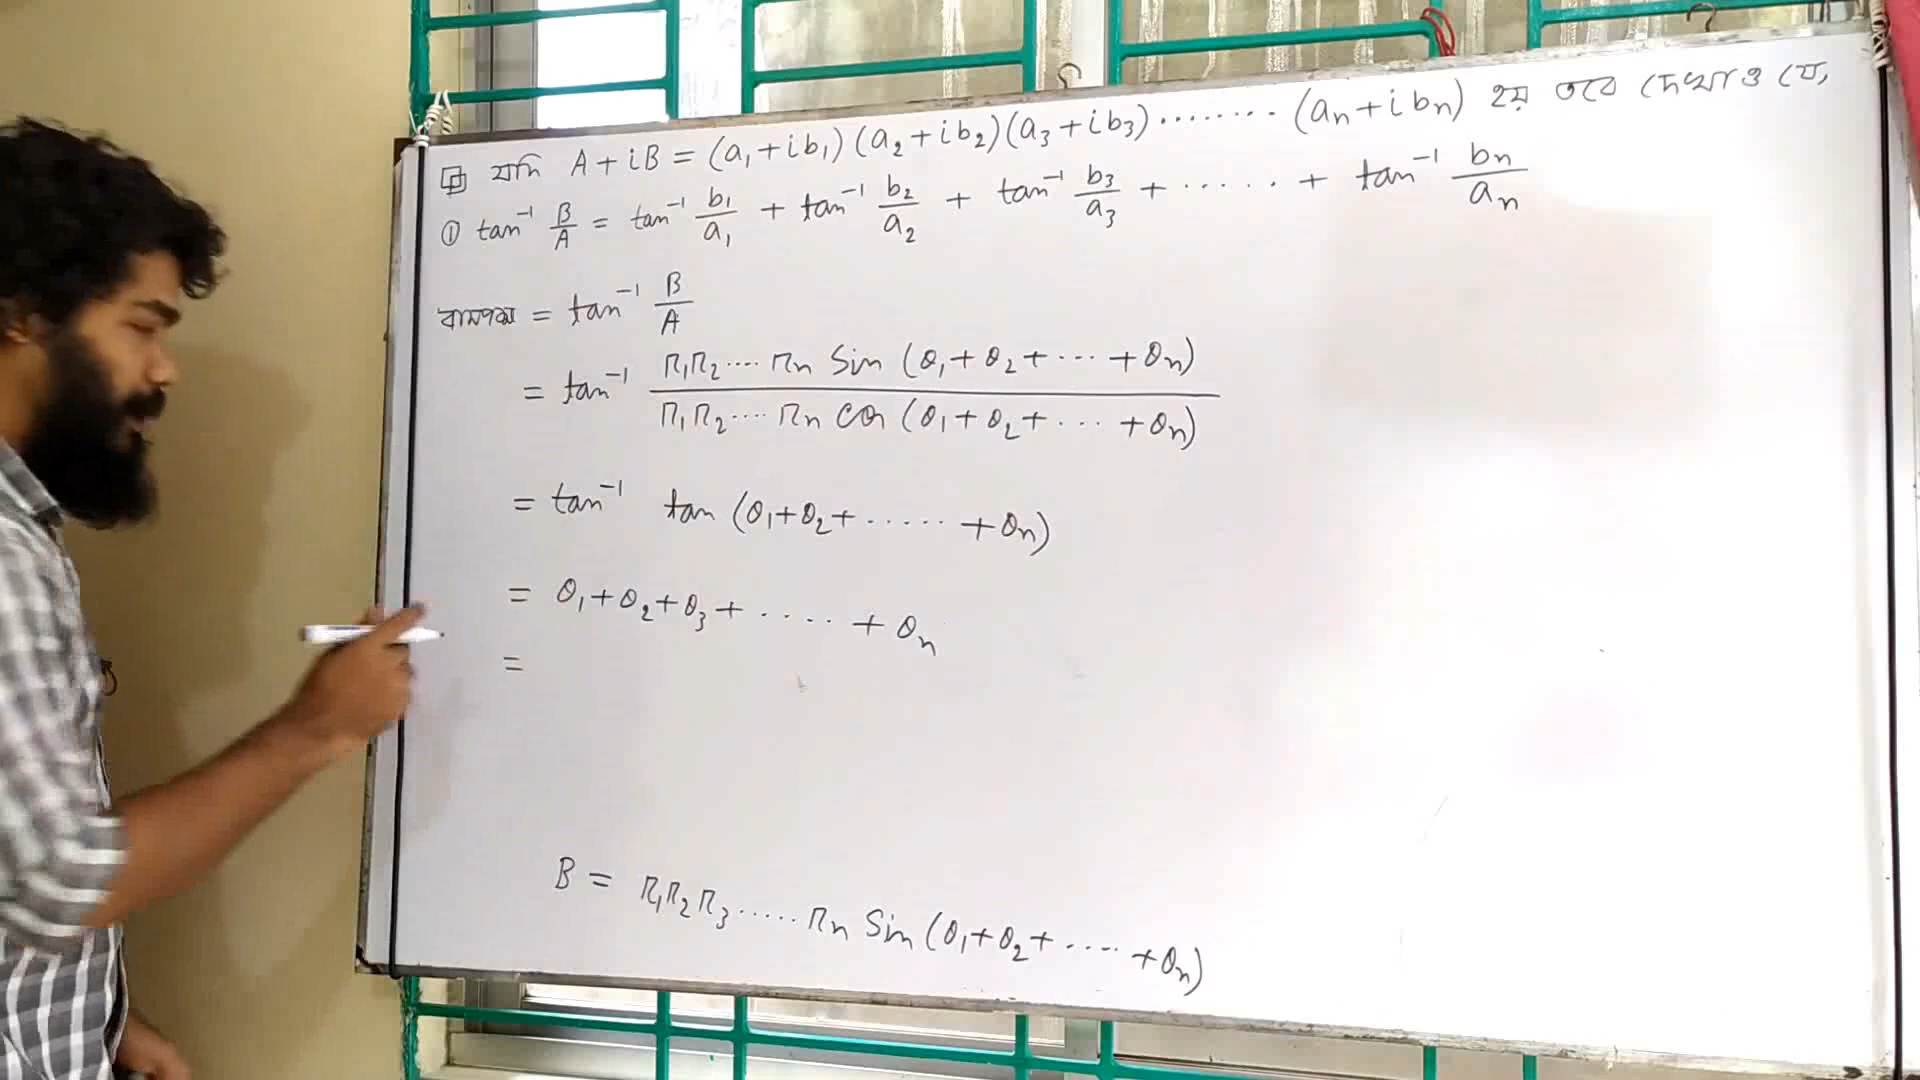 যদি A + iB = (a₁+ib₁) (a₂+ib₂)(a₃+ib₃)........(aₙ+ibₙ) হয় তবে দেখাও যে,
① tan⁻¹ B/A = tan⁻¹ b₁/a₁ + tan⁻¹ b₂/a₂ + tan⁻¹ b₃/a₃ + ...... + tan⁻¹ bₙ/aₙ
বামপক্ষ = tan⁻¹ B/A
= tan⁻¹ r₁r₂.... rₙ Sin (θ₁+θ₂+ ... +θₙ) / r₁r₂.... rₙ cos (θ₁+θ₂+ ... +θₙ)
= tan⁻¹ tan (θ₁+θ₂+ ..... +θₙ)
= θ₁+θ₂+θ₃+ ..... + θₙ
=
B = r₁r₂r₃..... rₙ Sin (θ₁+θ₂+ .... +θₙ)